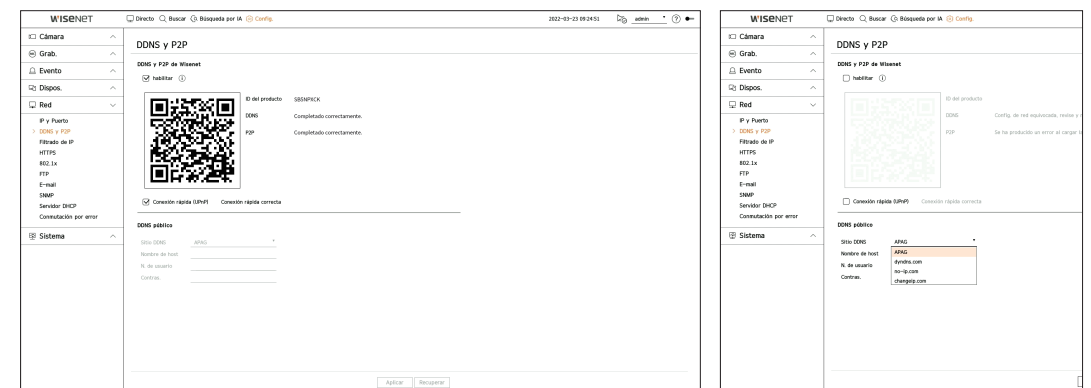 WISENET
Directo Buscar Búsqueda por IA Config.
2022-03-23 09:24:51 admin
Cámara
Grab.
Evento
Dispos.
Red
IP y Puerto
DDNS y P2P
Filtrado de IP
HTTPS
802.1x
FTP
E-mail
SNMP
Servidor DHCP
Conmutación por error
Sistema
DDNS y P2P
DDNS y P2P de Wisenet
habilitar
ID del producto SB5NPXCK
DDNS Completado correctamente.
P2P Completado correctamente.
Conexión rápida (UPnP) Conexión rápida correcta
DDNS público
Sitio DDNS APAG
Nombre de host
N. de usuario
Contras.
Aplicar Recuperar
WISENET
Directo Buscar Búsqueda por IA Config.
Cámara
Grab.
Evento
Dispos.
Red
IP y Puerto
DDNS y P2P
Filtrado de IP
HTTPS
802.1x
FTP
E-mail
SNMP
Servidor DHCP
Conmutación por error
Sistema
DDNS y P2P
DDNS y P2P de Wisenet
habilitar
ID del producto
DDNS Config. de red equivocada, revise y
P2P Se ha producido un error al cargar
Conexión rápida (UPnP) Conexión rápida correcta
DDNS público
Sitio DDNS APAG
Nombre de host APAG
dyndns.com
N. de usuario
no-ip.com
Contras.
changeip.com